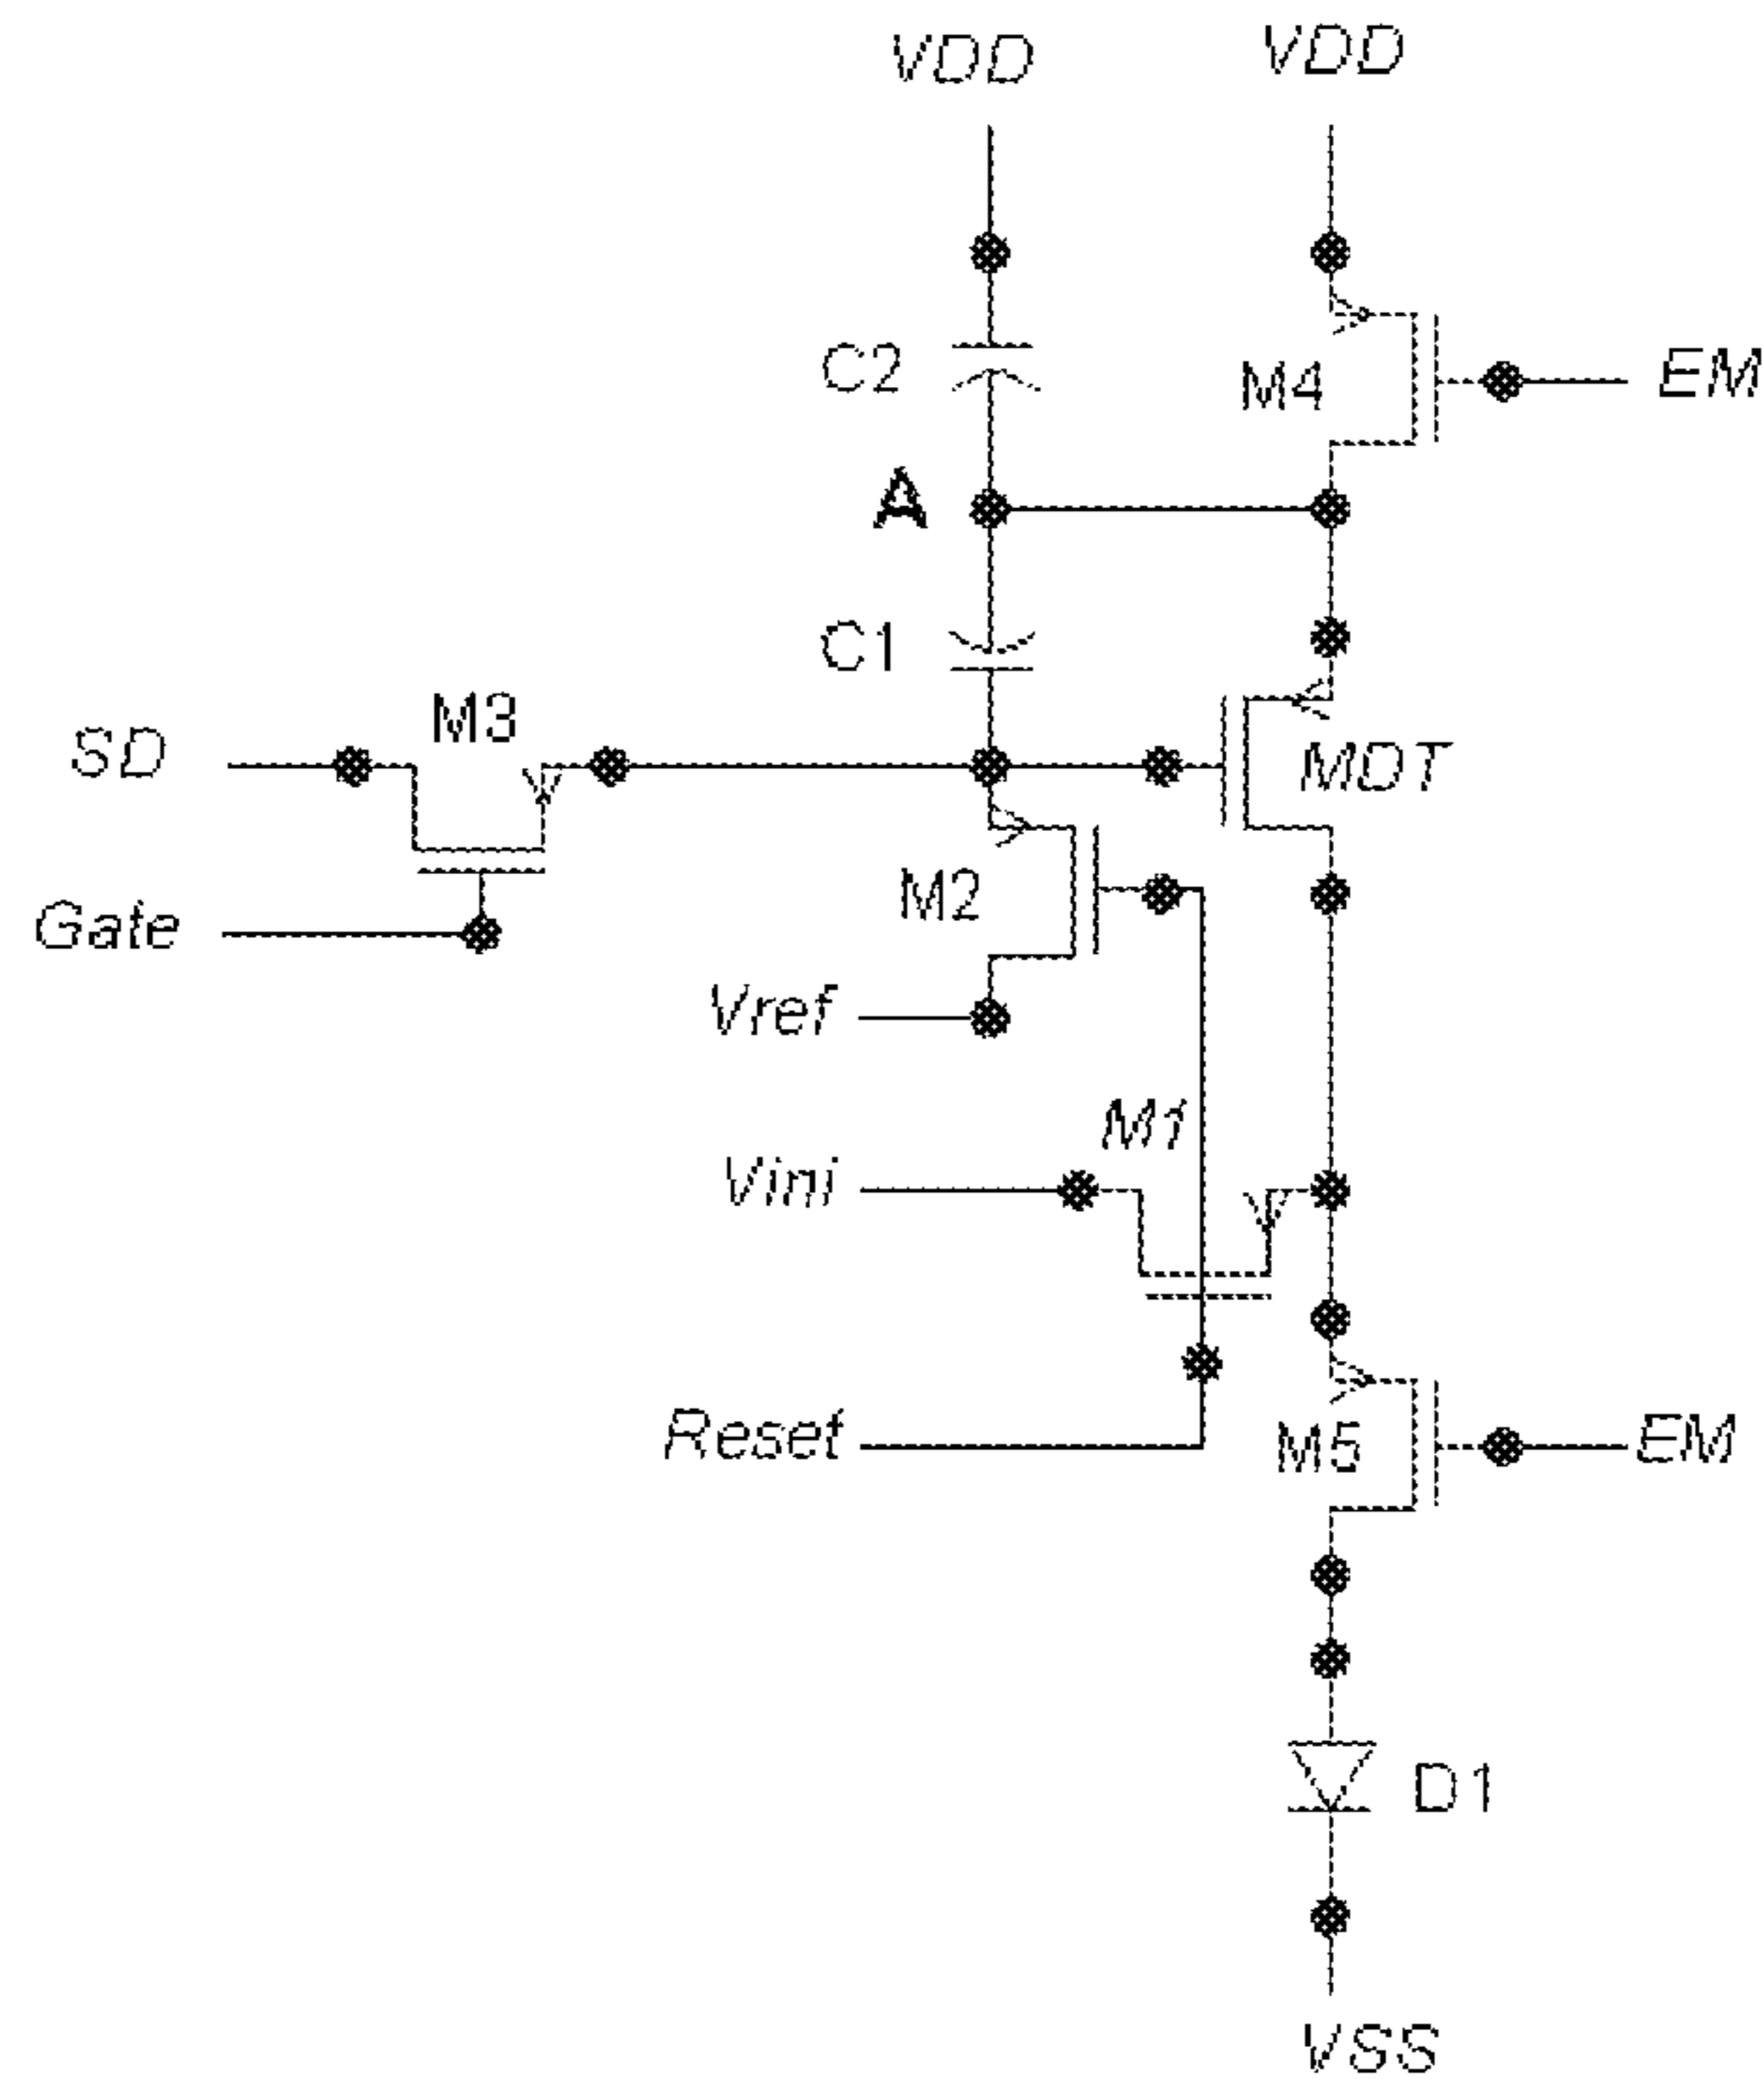 VDD
VDD
C2
M4
EM
A
C1
M3
SD
MDT
M2
Gate
Vref
M1
Vini
Reset
M5
EM
D1
VSS